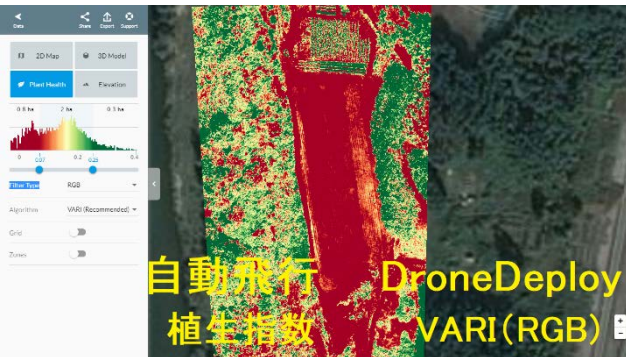 Data
Share
Export
Support
2D Map
3D Model
Plant Health
Elevation
0.8 ha
2 ha
0.3 ha
0
0.07
0.2
0.25
0.4
Filter Type
RGB
Algorithm
VARI (Recommended)
Grid
Zones
自動飛行 DroneDeploy
植生指数 VARI(RGB)
+
-